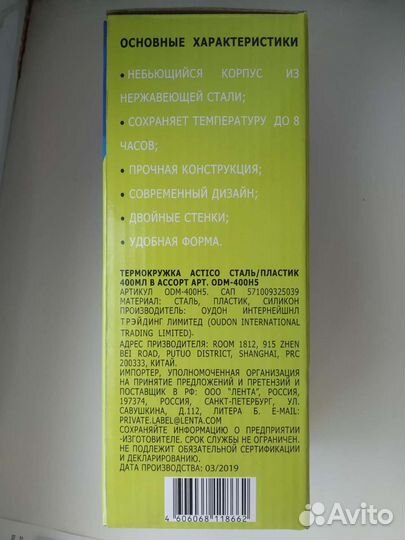 ОСНОВНЫЕ ХАРАКТЕРИСТИКИ
• НЕБЬЮЩИЙСЯ КОРПУС ИЗ
НЕРЖАВЕЮЩЕЙ СТАЛИ;
• СОХРАНЯЕТ ТЕМПЕРАТУРУ ДО 8
ЧАСОВ;
• ПРОЧНАЯ КОНСТРУКЦИЯ;
• СОВРЕМЕННЫЙ ДИЗАЙН;
• ДВОЙНЫЕ СТЕНКИ;
• УДОБНАЯ ФОРМА.
ТЕРМОКРУЖКА ACTICO СТАЛЬ/ПЛАСТИК
400МЛ В АССОРТ АРТ. ODM-400H5
АРТИКУЛ ODM-400H5. САП 571009325039
МАТЕРИАЛ: СТАЛЬ, ПЛАСТИК, СИЛИКОН
ПРОИЗВОДИТЕЛЬ: ОУДОН ИНТЕРНЕЙШНЛ
ТРЭЙДИНГ ЛИМИТЕД (OUDON INTERNATIONAL
TRADING LIMITED).
АДРЕС ПРИЗВОДИТЕЛЯ: ROOM 1812, 915 ZHEN
BEI ROAD, PUTUO DISTRICT, SHANGHAI, PRC
200333, КИТАЙ.
ИМПОРТЕР, УПОЛНОМОЧЕННАЯ ОРГАНИЗАЦИЯ
НА ПРИНЯТИЕ ПРЕДЛОЖЕНИЙ И ПРЕТЕНЗИЙ И
ПОСТАВЩИК В РФ: ООО "ЛЕНТА", РОССИЯ,
197374, РОССИЯ, САНКТ-ПЕТЕРБУРГ, УЛ.
САВУШКИНА, Д.112, ЛИТЕРА Б. E-MAIL:
PRIVATE.LABEL@LENTA.COM
СОХРАНЯЙТЕ ИНФОРМАЦИЮ О ПРЕДПРИЯТИИ
-ИЗГОТОВИТЕЛЕ. СРОК СЛУЖБЫ НЕ ОГРАНИЧЕН.
НЕ ПОДЛЕЖИТ ОБЯЗАТЕЛЬНОЙ СЕРТИФИКАЦИИ
И ДЕКЛАРИРОВАНИЮ.
ДАТА ПРОИЗВОДСТВА: 03/2019
4 606068 118662
Avito